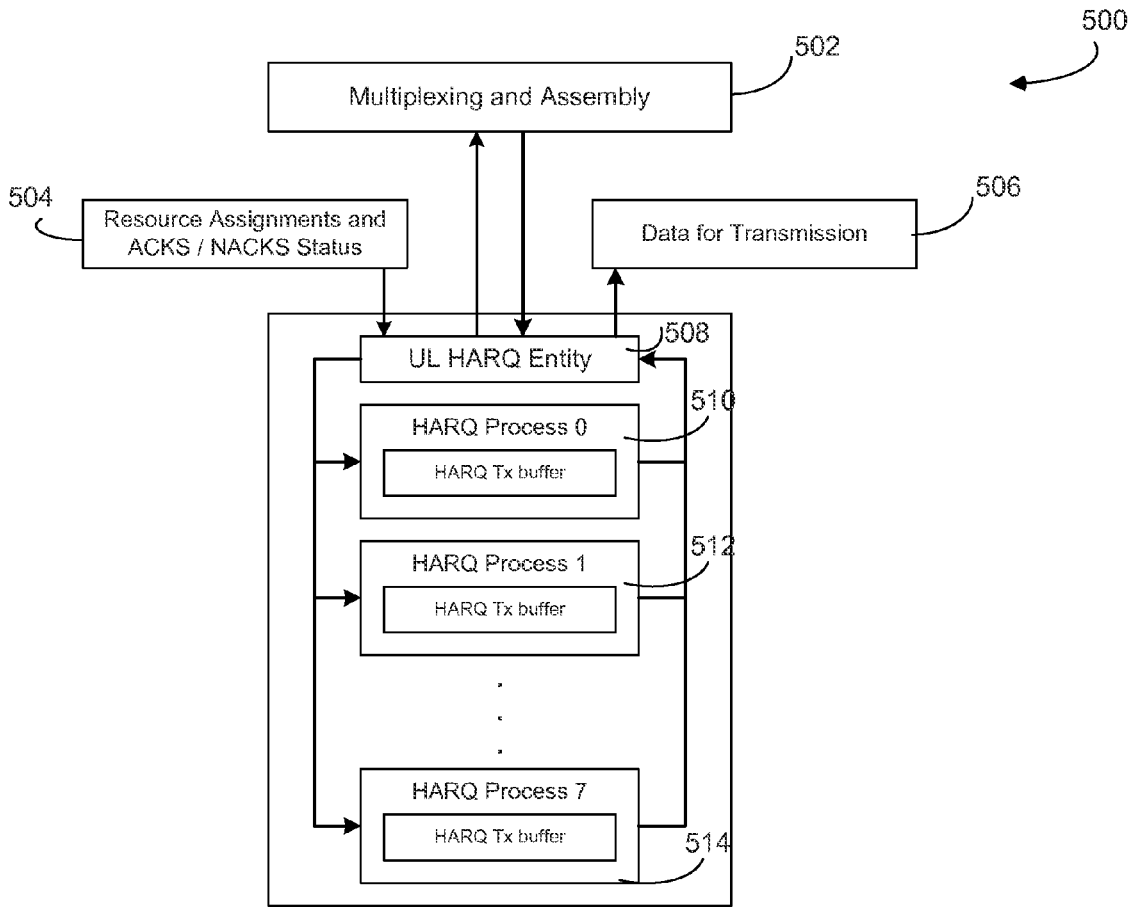 500
502
Multiplexing and Assembly
504
Resource Assignments and
ACKS / NACKS Status
506
Data for Transmission
508
UL HARQ Entity
510
HARQ Process 0
HARQ Tx buffer
512
HARQ Process 1
HARQ Tx buffer
.
.
.
HARQ Process 7
HARQ Tx buffer
514